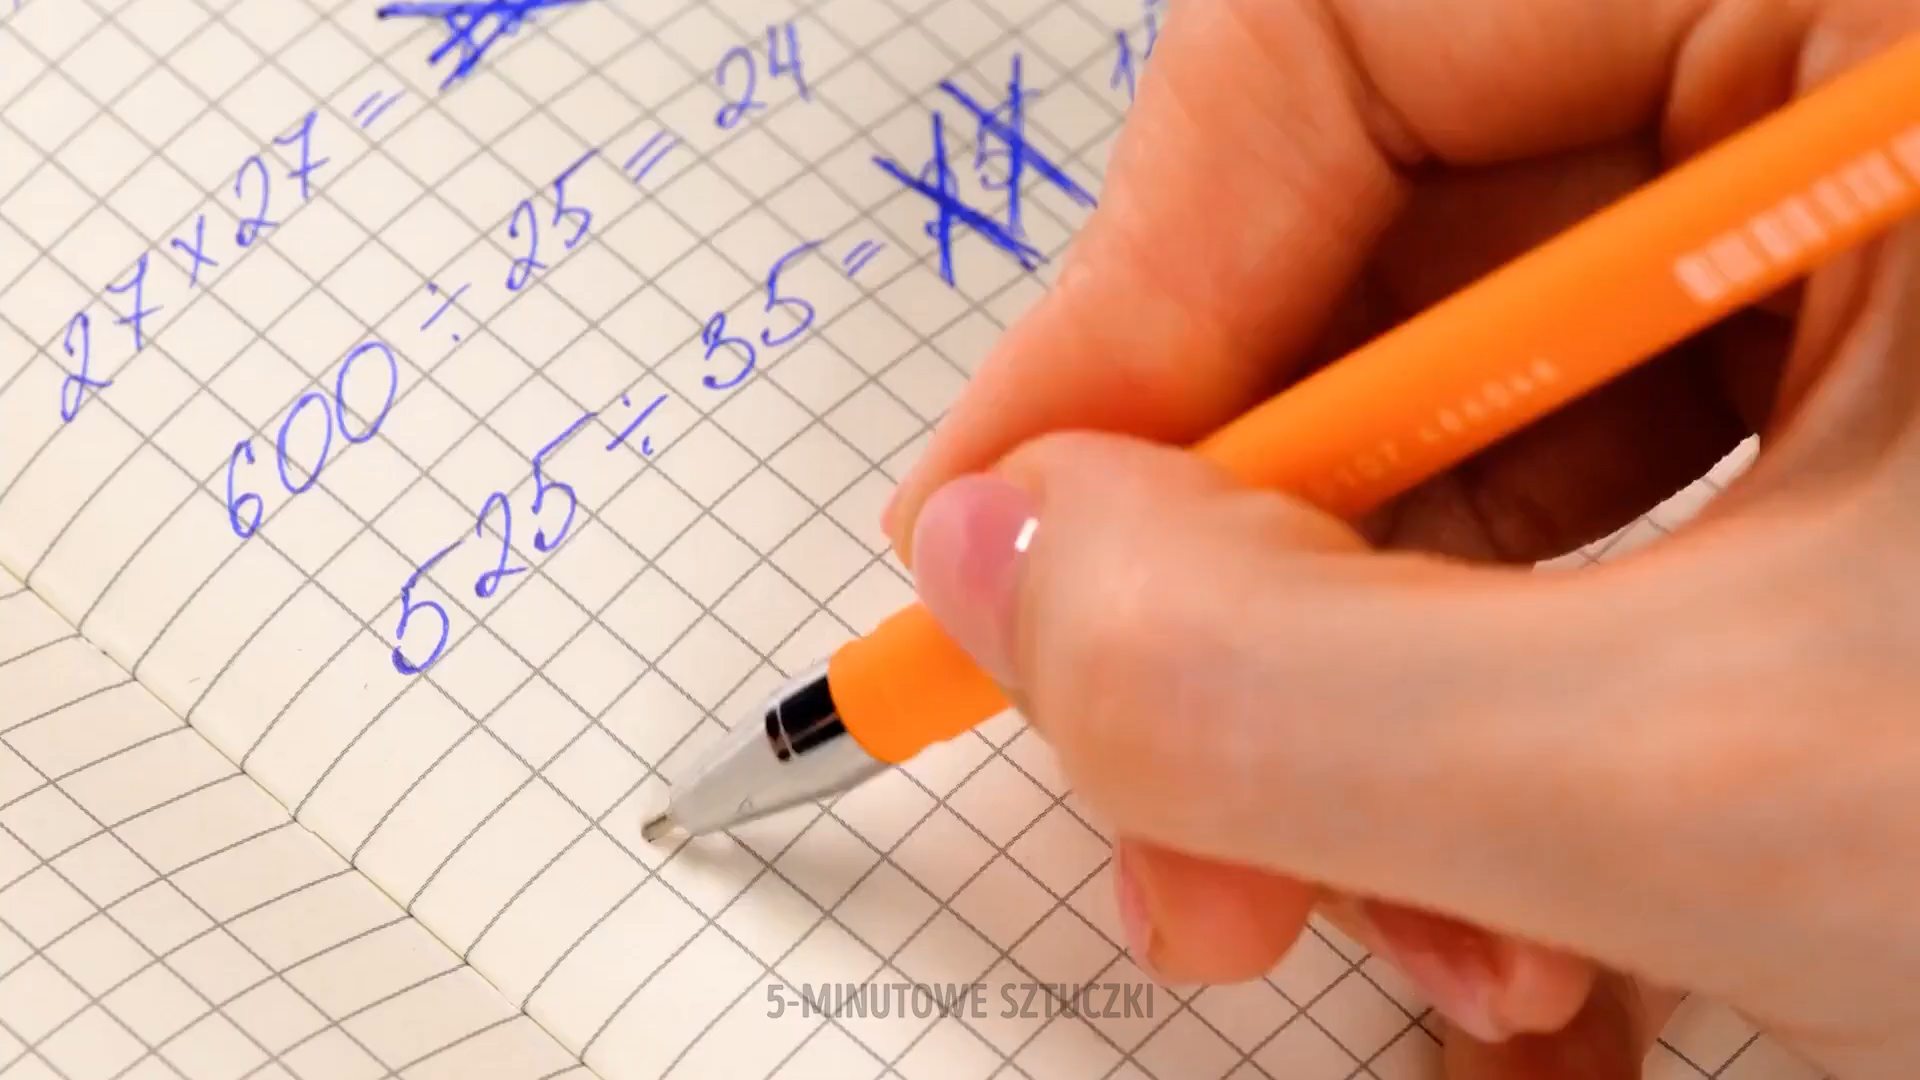 27 × 27 =
600 ÷ 25 = 24
525 ÷ 35 =
5-MINUTOWE SZTUCZKI